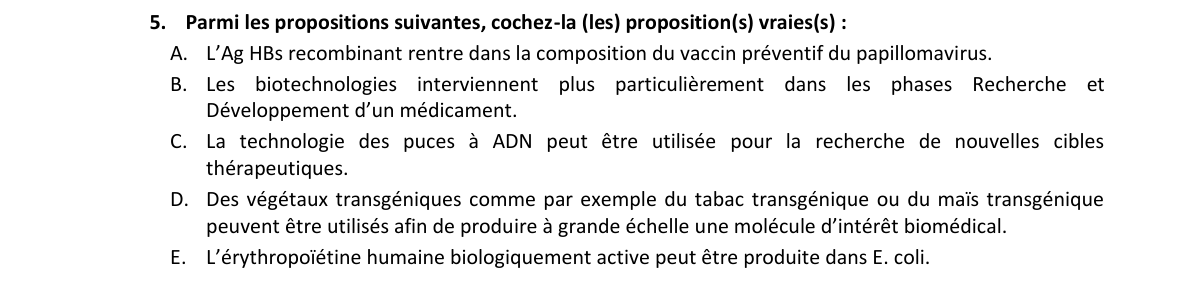 5. Parmi les propositions suivantes, cochez-la (les) proposition(s) vraies(s) :
A. L’Ag HBs recombinant rentre dans la composition du vaccin préventif du papillomavirus.
B. Les biotechnologies interviennent plus particulièrement dans les phases Recherche et
Développement d’un médicament.
C. La technologie des puces à ADN peut être utilisée pour la recherche de nouvelles cibles
thérapeutiques.
D. Des végétaux transgéniques comme par exemple du tabac transgénique ou du maïs transgénique
peuvent être utilisés afin de produire à grande échelle une molécule d’intérêt biomédical.
E. L’érythropoïétine humaine biologiquement active peut être produite dans E. coli.